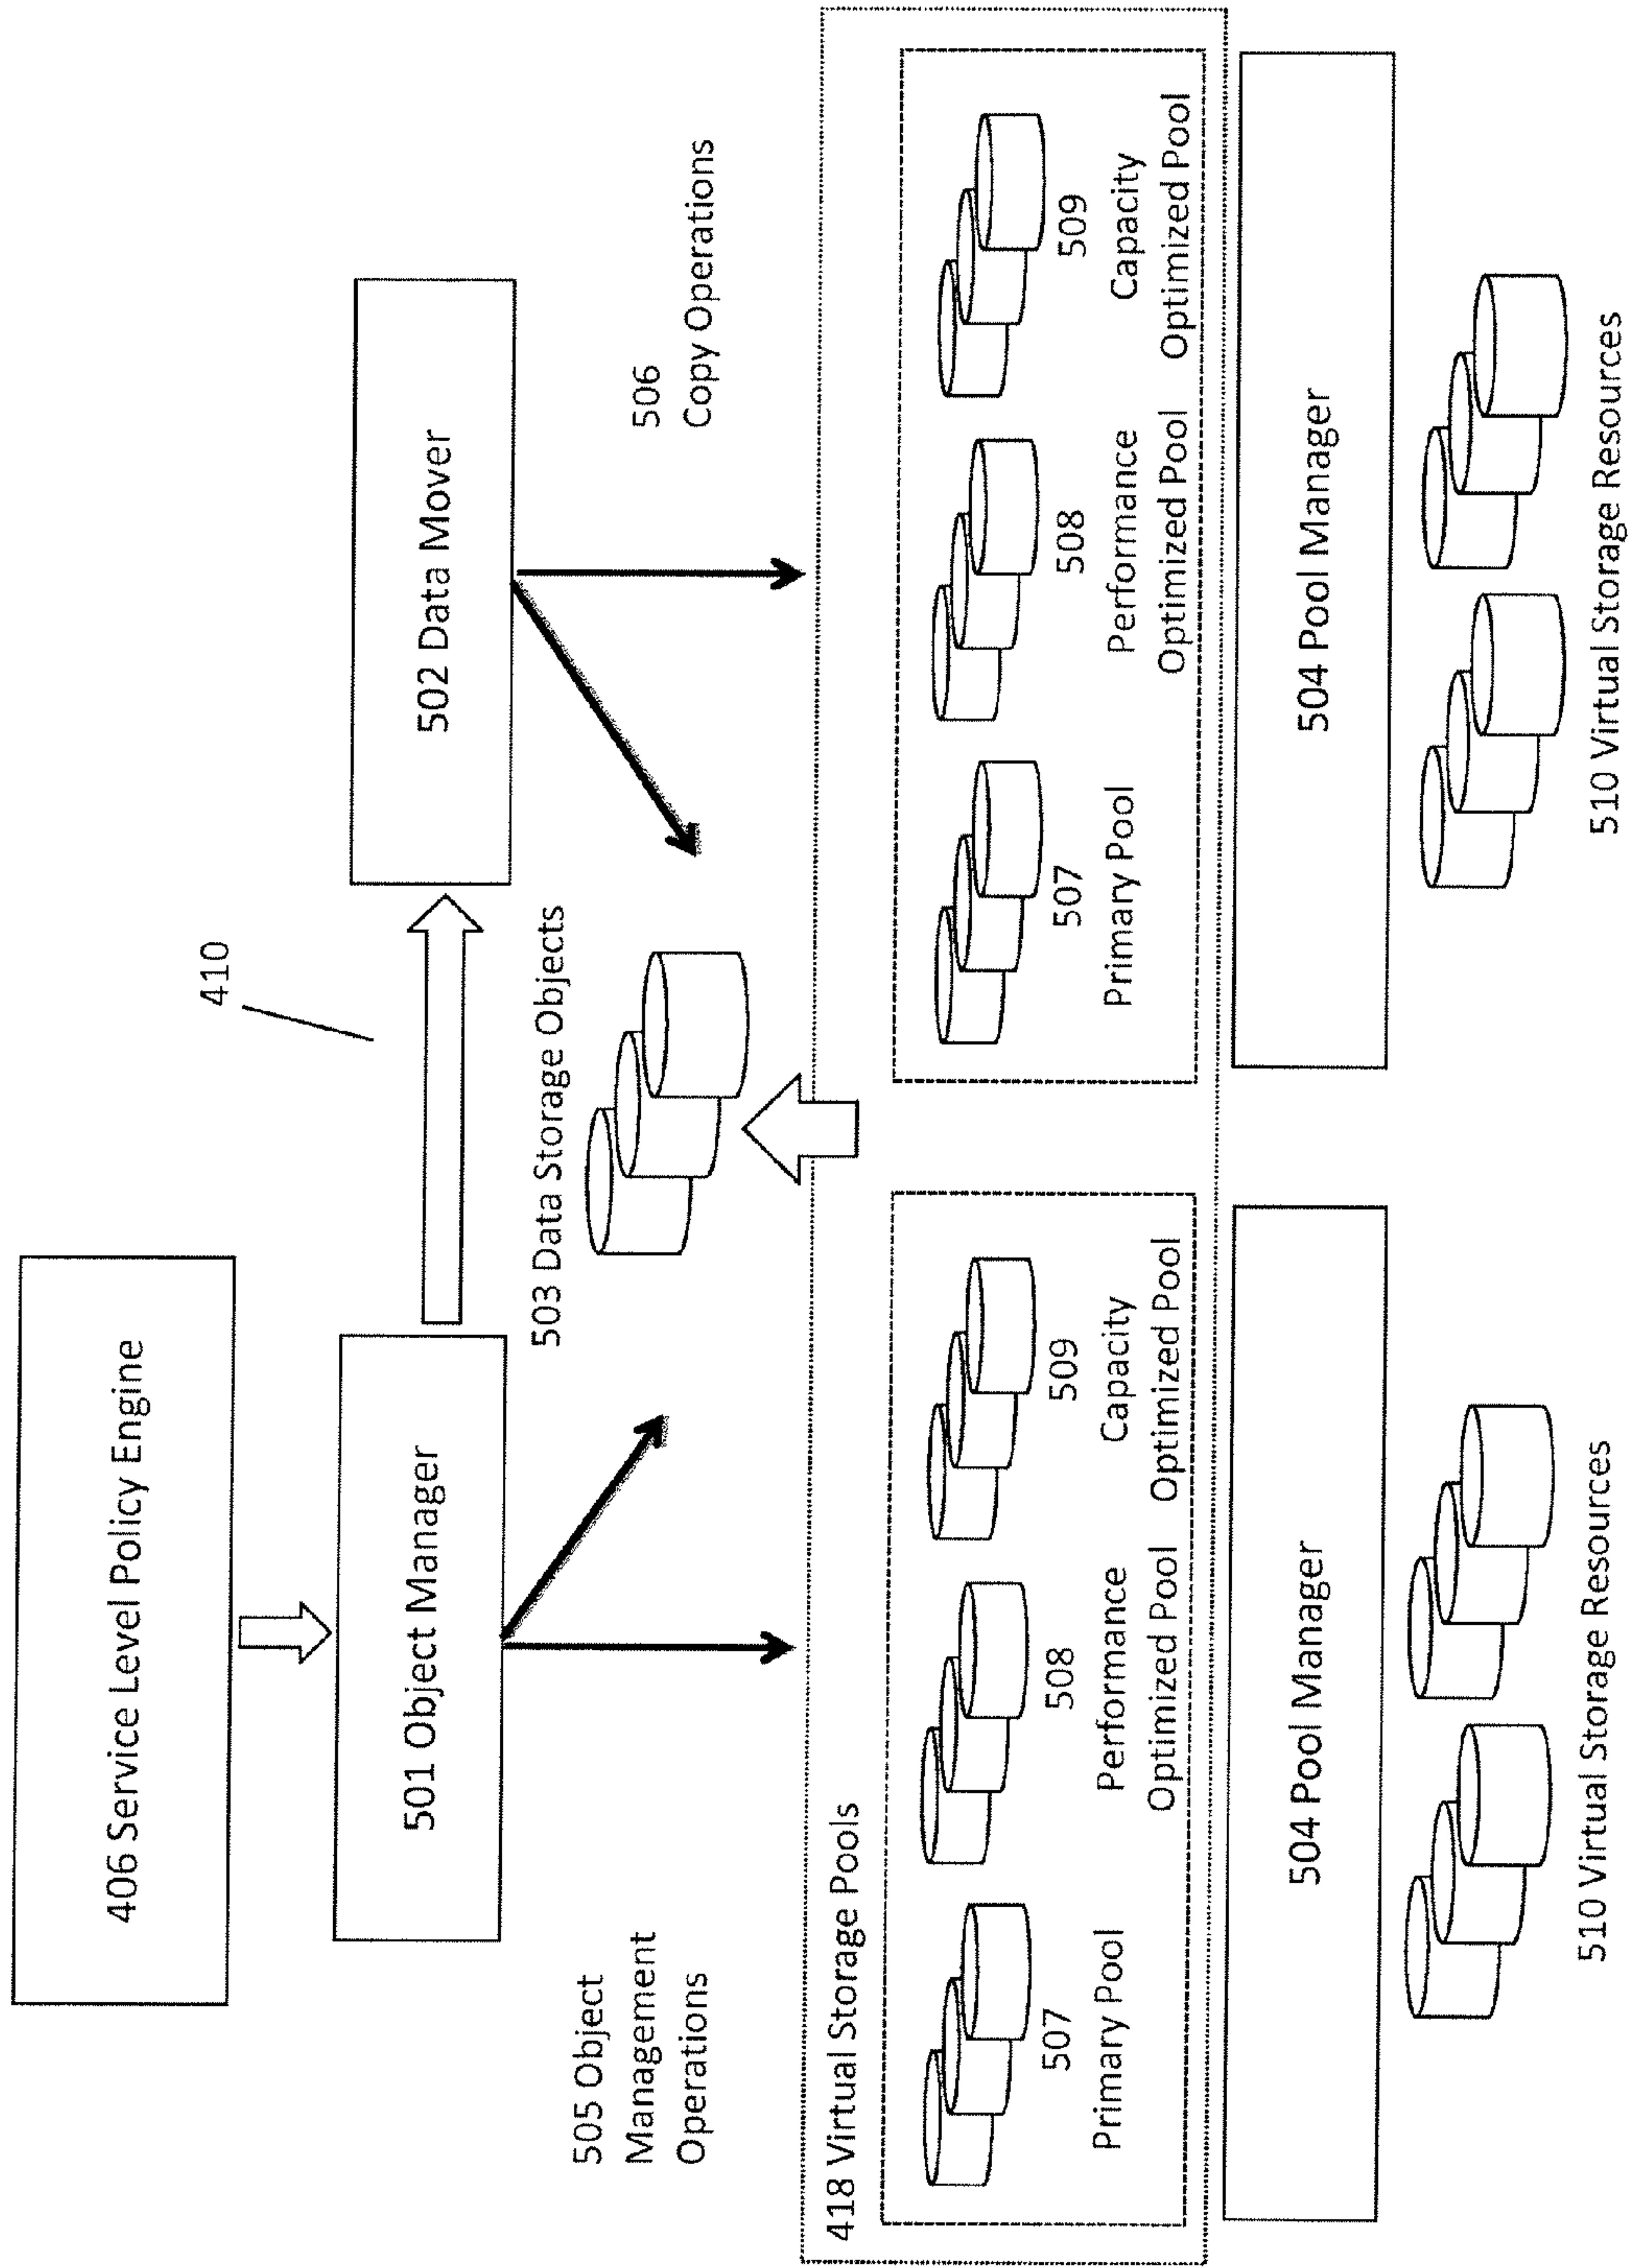 406 Service Level Policy Engine
410
501 Object Manager
502 Data Mover
503 Data Storage Objects
505 Object
Management
Operations
506
Copy Operations
418 Virtual Storage Pools
507
Primary Pool
508
Performance
Optimized Pool
509
Capacity
Optimized Pool
507
Primary Pool
508
Performance
Optimized Pool
509
Capacity
Optimized Pool
504 Pool Manager
504 Pool Manager
510 Virtual Storage Resources
510 Virtual Storage Resources